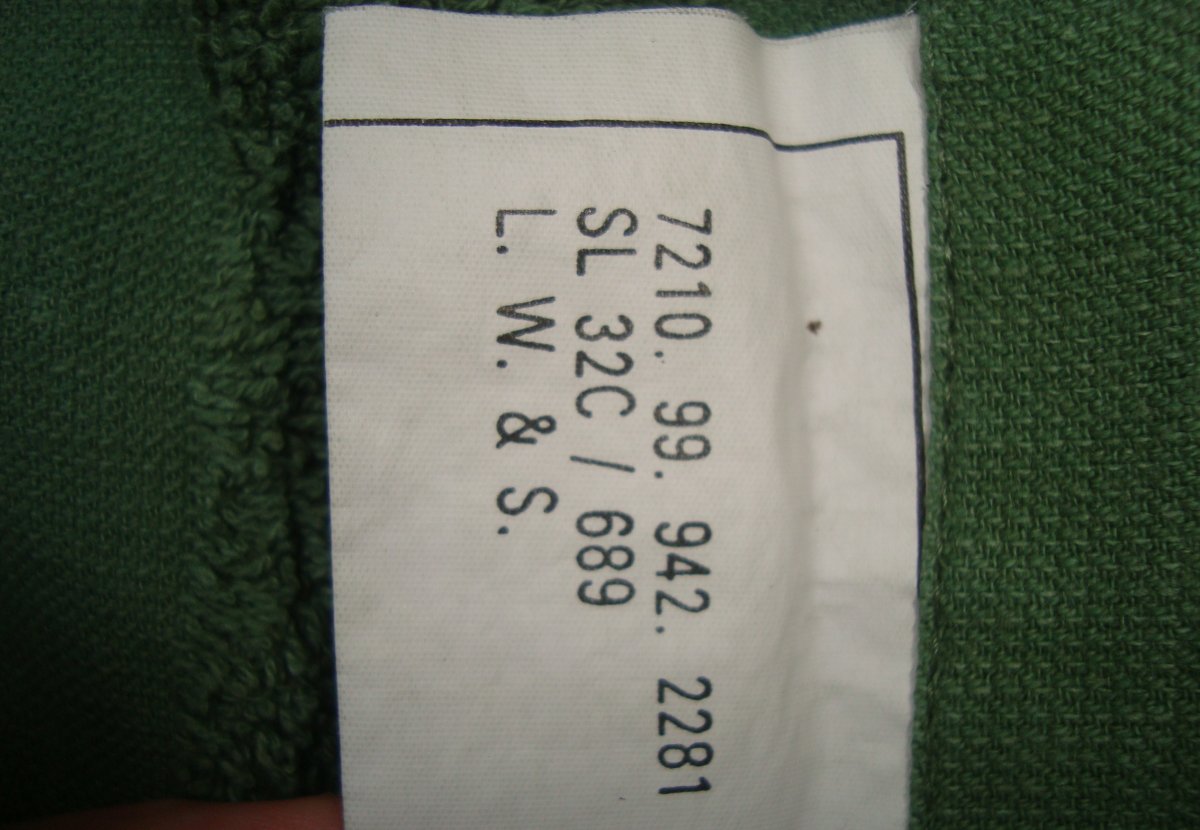 7210. 99. 942. 2281
SL 32C / 689
L. W. & S.